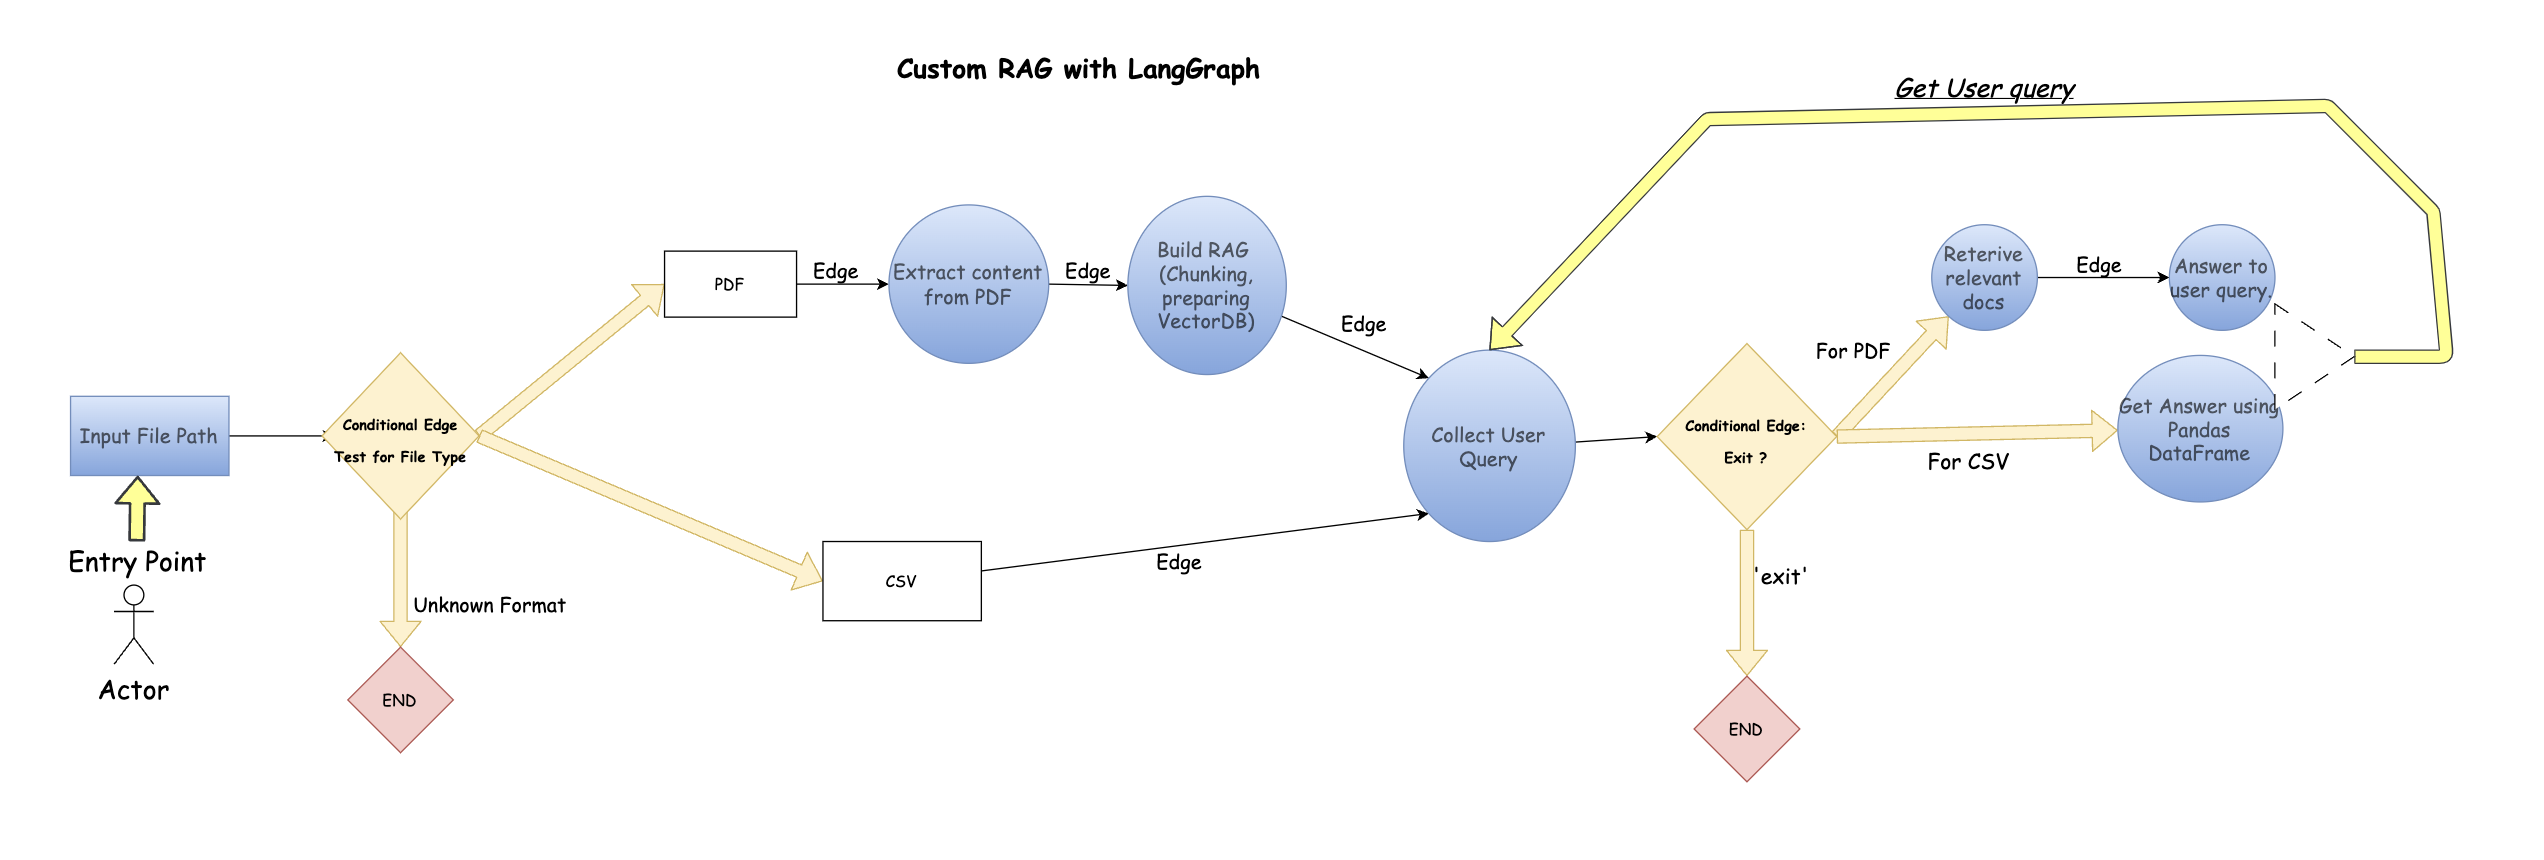 Custom RAG with LangGraph
Get User query
Input File Path
Entry Point
Actor
Conditional Edge
Test for File Type
Unknown Format
END
PDF
Edge
Extract content
from PDF
Edge
Build RAG
(Chunking,
preparing
VectorDB)
Edge
CSV
Edge
Collect User
Query
Conditional Edge:
Exit ?
'exit'
END
For PDF
Reterive
relevant
docs
Edge
Answer to
user query.
For CSV
Get Answer using
Pandas
DataFrame